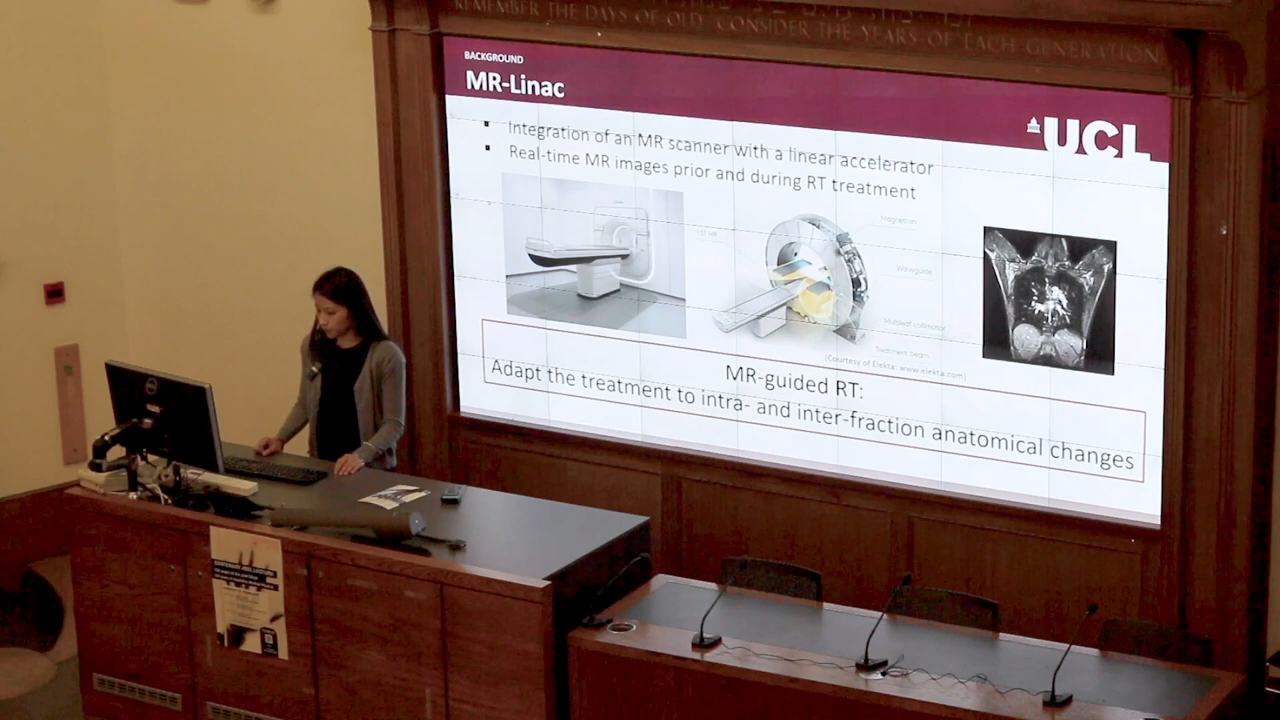 REMEMBER THE DAYS OF OLD CONSIDER THE YEARS OF EACH GENERATION
BACKGROUND
MR-Linac
UCL
▪ Integration of an MR scanner with a linear accelerator
▪ Real-time MR images prior and during RT treatment
Magnetron
Waveguide
Multileaf collimator
Treatment beam
(Courtesy of Elekta: www.elekta.com)
MR-guided RT:
Adapt the treatment to intra- and inter-fraction anatomical changes
DELL